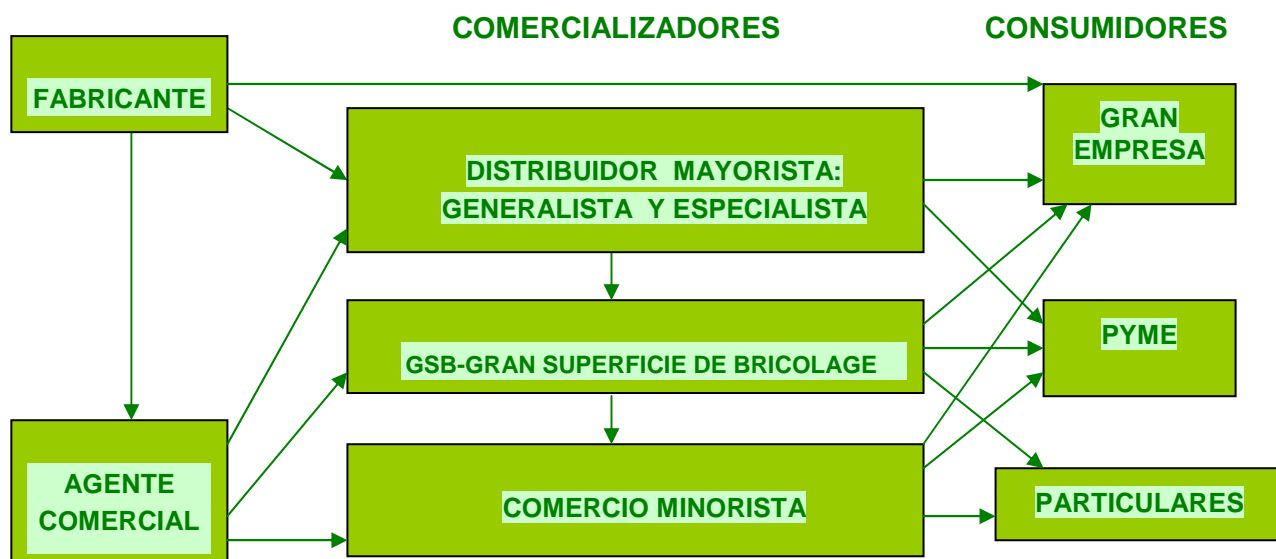 COMERCIALIZADORES
CONSUMIDORES
FABRICANTE
GRAN
EMPRESA
DISTRIBUIDOR MAYORISTA:
GENERALISTA Y ESPECIALISTA
GSB-GRAN SUPERFICIE DE BRICOLAGE
PYME
AGENTE
COMERCIAL
COMERCIO MINORISTA
PARTICULARES